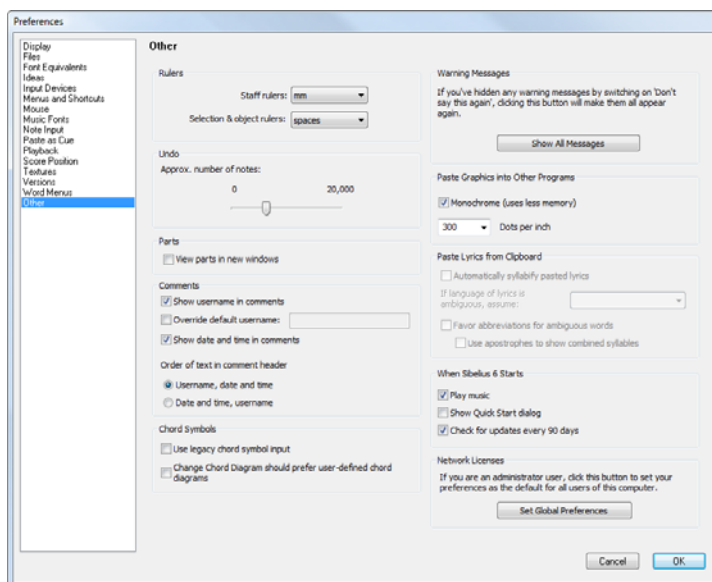 Preferences
Display
Files
Font Equivalents
Ideas
Input Devices
Menus and Shortcuts
Mouse
Music Fonts
Note Input
Paste as Cue
Playback
Score Position
Textures
Versions
Word Menus
Other
Other
Rulers
Staff rulers: mm
Selection & object rulers: spaces
Undo
Approx. number of notes:
0 20,000
Parts
View parts in new windows
Comments
Show username in comments
Override default username:
Show date and time in comments
Order of text in comment header
Username, date and time
Date and time, username
Chord Symbols
Use legacy chord symbol input
Change Chord Diagram should prefer user-defined chord
diagrams
Warning Messages
If you've hidden any warning messages by switching on 'Don't
say this again', clicking this button will make them all appear
again.
Show All Messages
Paste Graphics into Other Programs
Monochrome (uses less memory)
300 Dots per inch
Paste Lyrics from Clipboard
Automatically syllabify pasted lyrics
If language of lyrics is
ambiguous, assume:
Favor abbreviations for ambiguous words
Use apostrophes to show combined syllables
When Sibelius 6 Starts
Play music
Show Quick Start dialog
Check for updates every 90 days
Network Licenses
If you are an administrator user, click this button to set your
preferences as the default for all users of this computer.
Set Global Preferences
Cancel OK